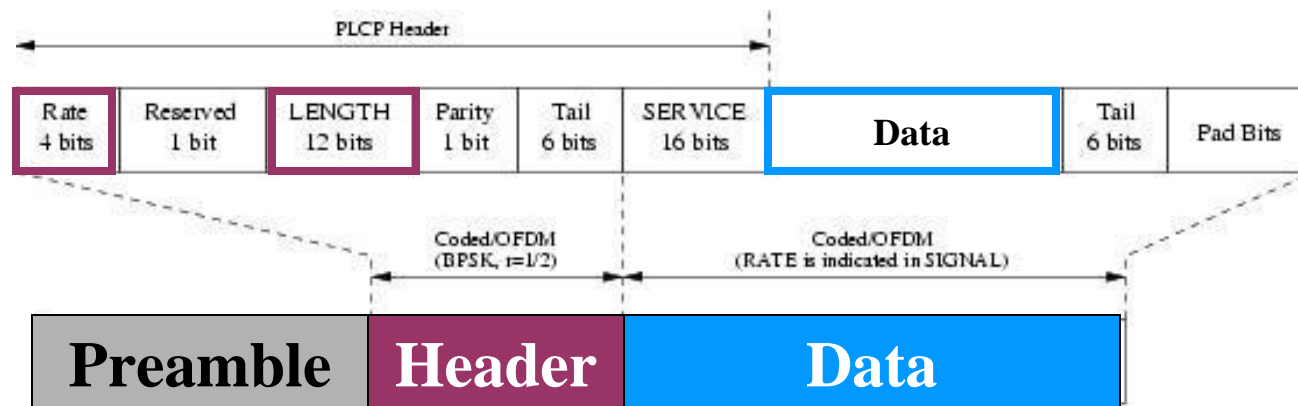 PLCP Header
Rate
4 bits
Reserved
1 bit
LENGTH
12 bits
Parity
1 bit
Tail
6 bits
SERVICE
16 bits
Data
Tail
6 bits
Pad Bits
Coded/OFDM
(BPSK, r=1/2)
Coded/OFDM
(RATE is indicated in SIGNAL)
Preamble
Header
Data